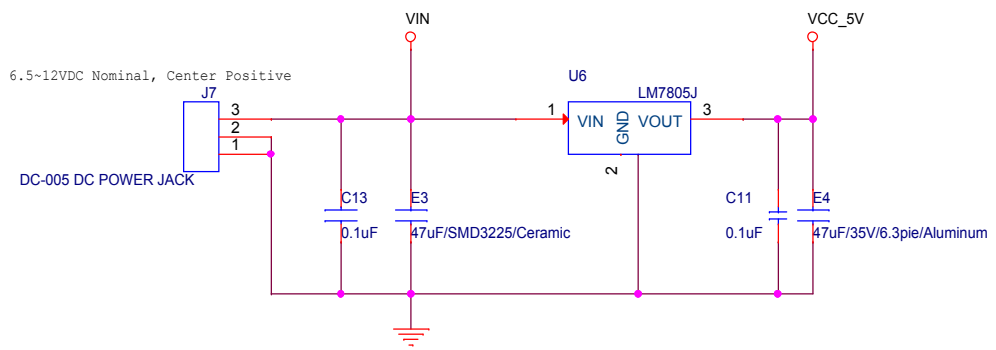 VIN
VCC_5V
6.5~12VDC Nominal, Center Positive
J7
3
2
1
DC-005 DC POWER JACK
U6
LM7805J
1
VIN
GND
VOUT
3
2
C13
0.1uF
E3
47uF/SMD3225/Ceramic
C11
0.1uF
E4
47uF/35V/6.3pie/Aluminum